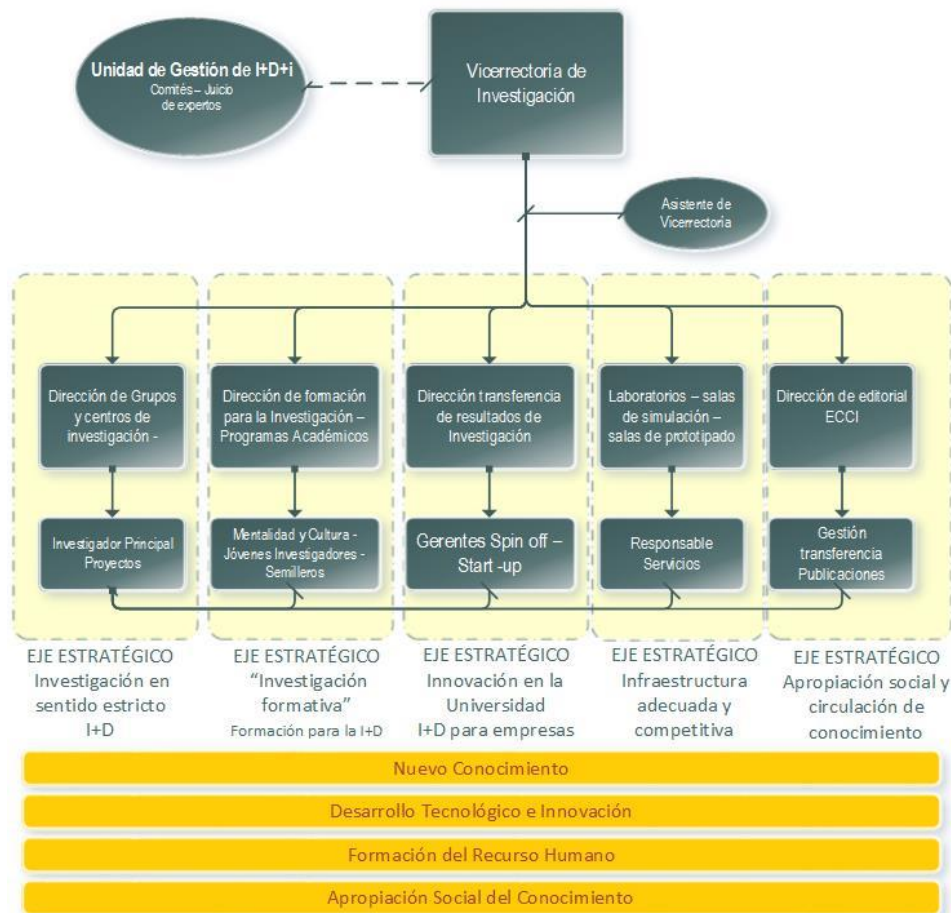 Unidad de Gestión de I+D+i
Comités – Juicio
de expertos
Vicerrectoria de
Investigación
Asistente de
Vicerrectoría
Dirección de Grupos
y centros de
investigación -
Dirección de formación
para la Investigación –
Programas Académicos
Dirección transferencia
de resultados de
Investigación
Laboratorios – salas
de simulación –
salas de prototipado
Dirección de editorial
ECCI
Investigador Principal
Proyectos
Mentalidad y Cultura -
Jóvenes Investigadores -
Semilleros
Gerentes Spin off –
Start -up
Responsable
Servicios
Gestión
transferencia
Publicaciones
EJE ESTRATÉGICO
Investigación en
sentido estricto
I+D
EJE ESTRATÉGICO
“Investigación
formativa”
Formación para la I+D
EJE ESTRATÉGICO
Innovación en la
Universidad
I+D para empresas
EJE ESTRATÉGICO
Infraestructura
adecuada y
competitiva
EJE ESTRATÉGICO
Apropiación social y
circulación de
conocimiento
Nuevo Conocimiento
Desarrollo Tecnológico e Innovación
Formación del Recurso Humano
Apropiación Social del Conocimiento